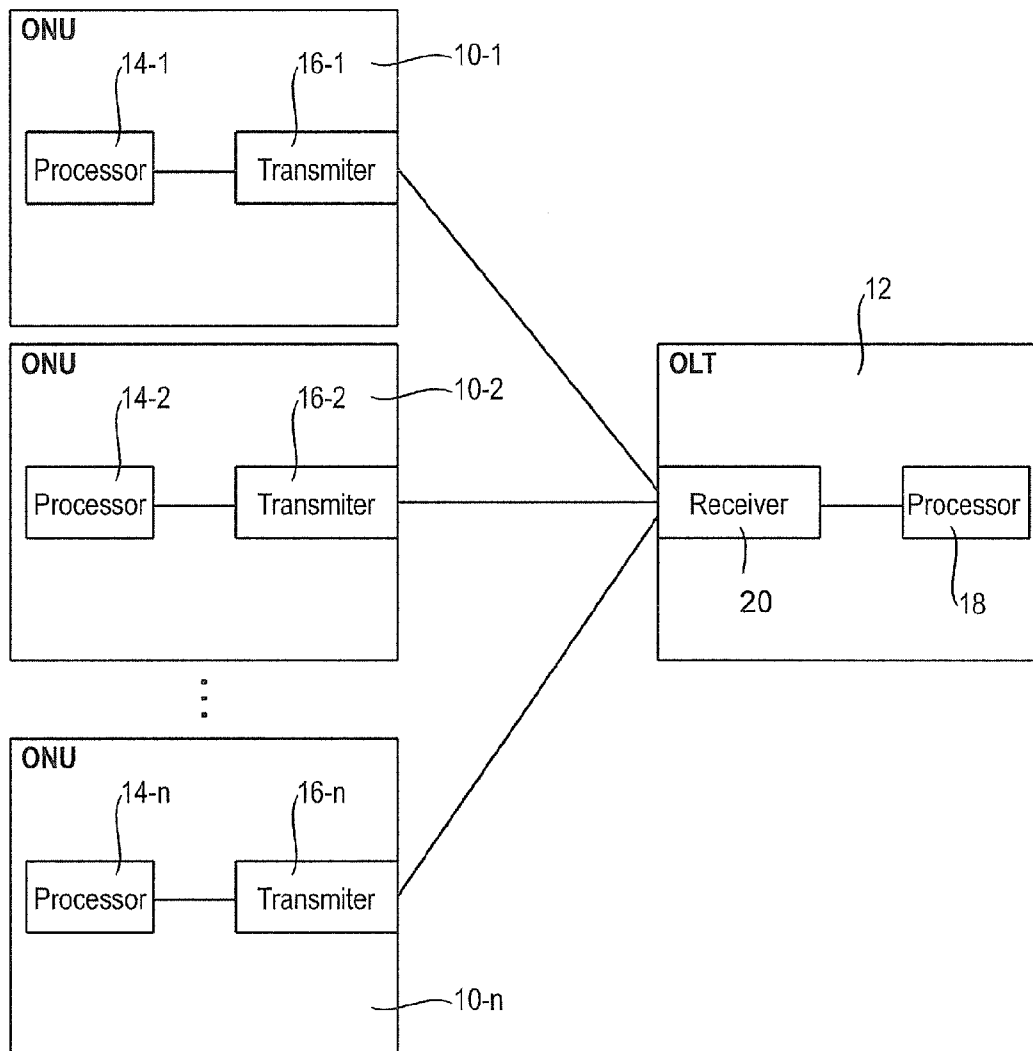 ONU
10-1
14-1
16-1
Processor
Transmiter
12
ONU
10-2
OLT
14-2
16-2
Processor
Transmiter
Receiver
Processor
20
18
ONU
14-n
16-n
Processor
Transmiter
10-n